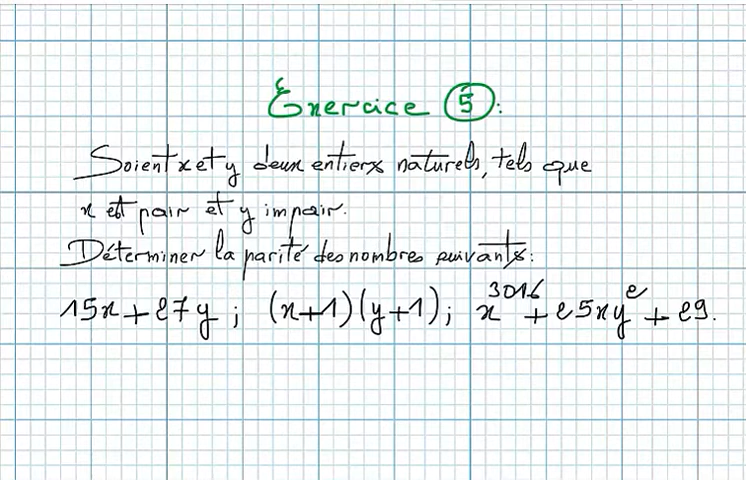 Exercice 5:
Soient x et y deux entiers naturels, tels que
x est pair et y impair.
Déterminer la parité des nombres suivants:
15x + 27y ; (x+1)(y+1) ; x^3016 + 25xy^2 + 29.